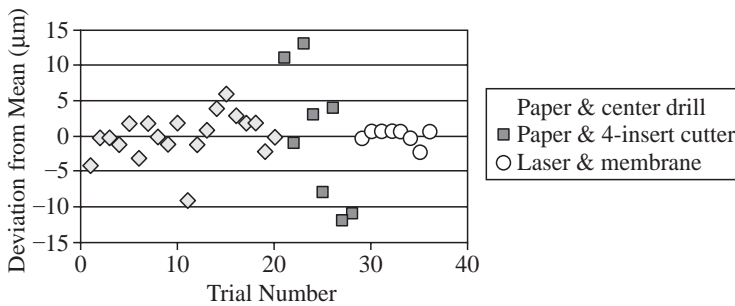 Deviation from Mean (μm)
15
10
5
0
−5
−10
−15
0
10
20
30
40
Trial Number
Paper & center drill
Paper & 4-insert cutter
Laser & membrane